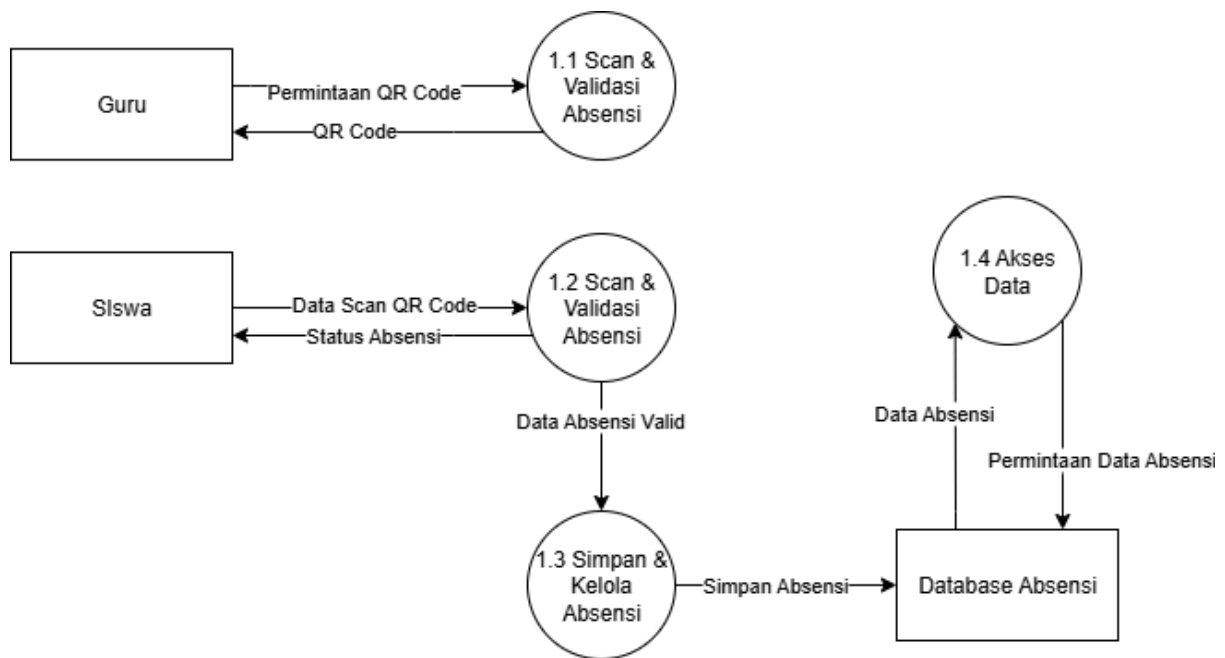 Guru
Permintaan QR Code
QR Code
1.1 Scan &
Validasi
Absensi
SIswa
Data Scan QR Code
Status Absensi
1.2 Scan &
Validasi
Absensi
1.4 Akses
Data
Data Absensi Valid
Data Absensi
Permintaan Data Absensi
1.3 Simpan &
Kelola
Absensi
Simpan Absensi
Database Absensi